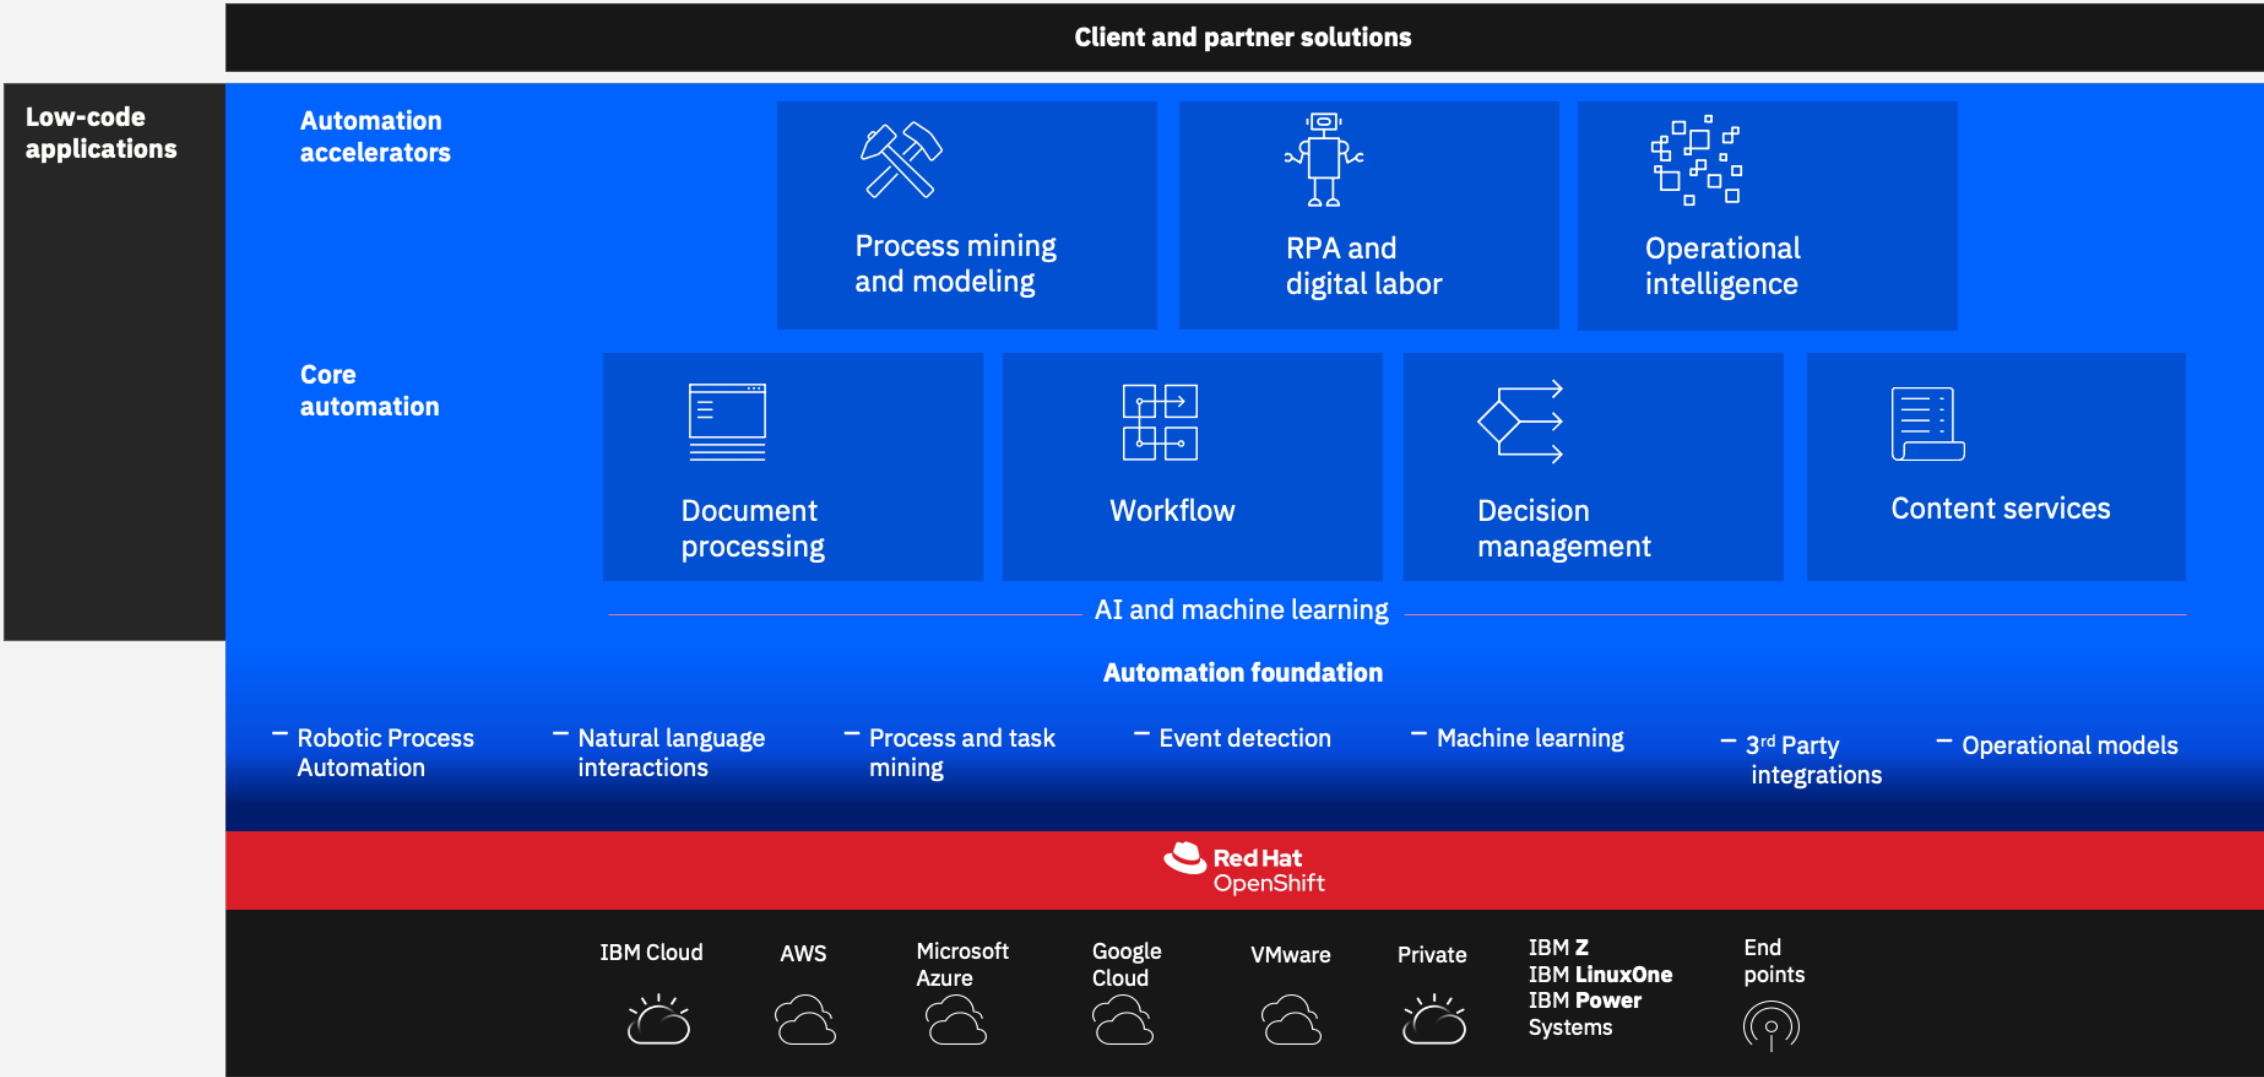 Client and partner solutions
Low-code
applications
Automation
accelerators
Process mining
and modeling
RPA and
digital labor
Operational
intelligence
Core
automation
Document
processing
Workflow
Decision
management
Content services
AI and machine learning
Automation foundation
– Robotic Process
Automation
– Natural language
interactions
– Process and task
mining
– Event detection
– Machine learning
– 3rd Party
integrations
– Operational models
Red Hat
OpenShift
IBM Cloud
AWS
Microsoft
Azure
Google
Cloud
VMware
Private
IBM Z
IBM LinuxOne
IBM Power
Systems
End
points